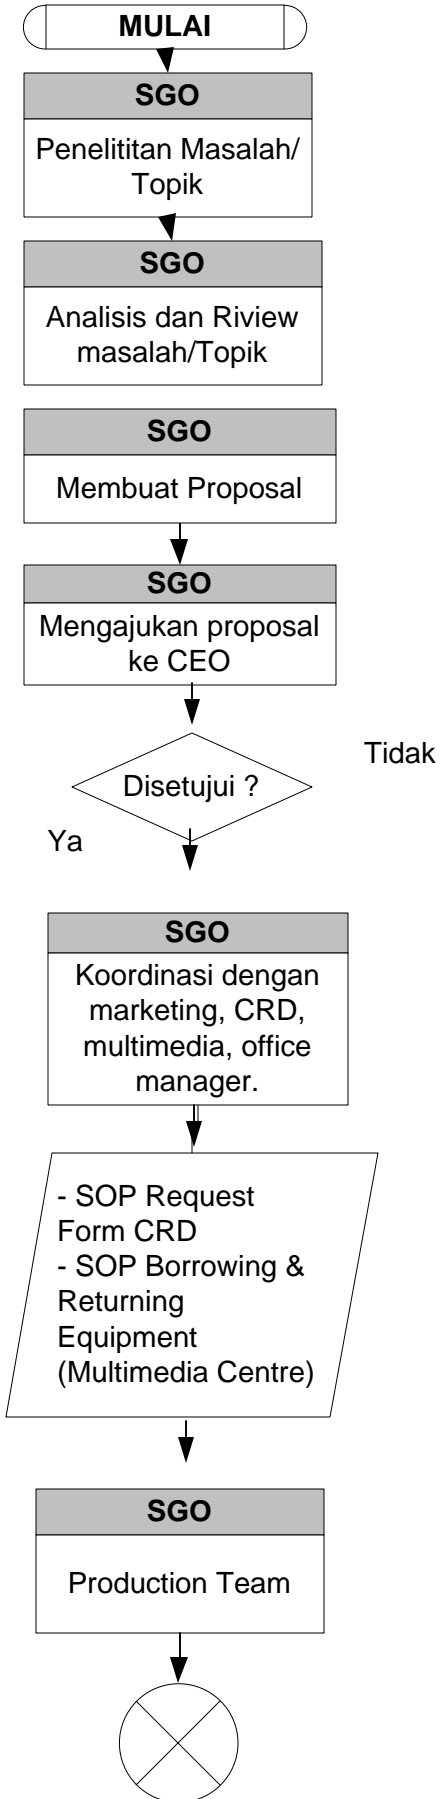 MULAI
SGO
Penelititan Masalah/
Topik
SGO
Analisis dan Riview
masalah/Topik
SGO
Membuat Proposal
SGO
Mengajukan proposal
ke CEO
Tidak
Disetujui ?
Ya
SGO
Koordinasi dengan
marketing, CRD,
multimedia, office
manager.
- SOP Request
Form CRD
- SOP Borrowing &
Returning
Equipment
(Multimedia Centre)
SGO
Production Team